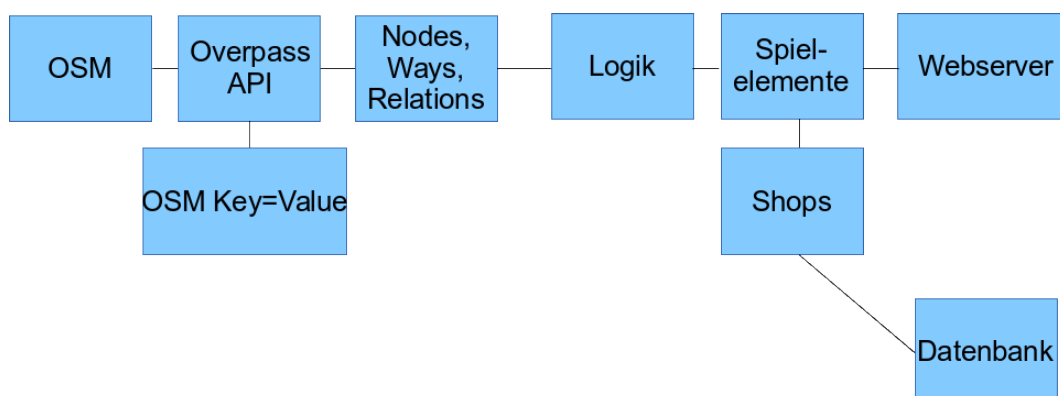 OSM
Overpass
API
Nodes,
Ways,
Relations
Logik
Spiel-
elemente
Webserver
OSM Key=Value
Shops
Datenbank